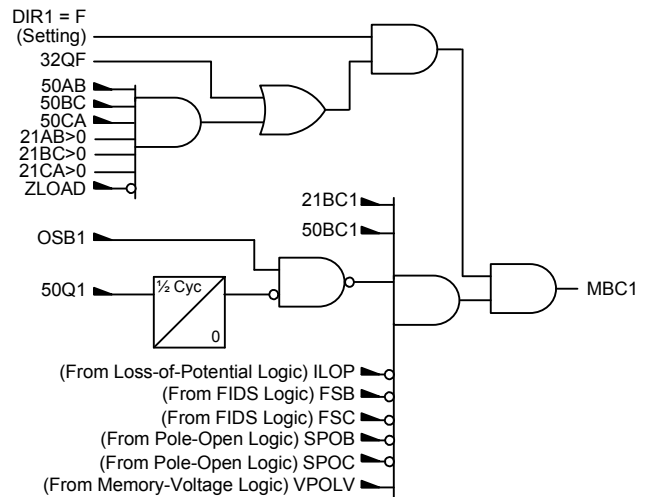 DIR1 = F
(Setting)
32QF
50AB
50BC
50CA
21AB>0
21BC>0
21CA>0
ZLOAD
21BC1
50BC1
OSB1
50Q1
½ Cyc
0
MBC1
(From Loss-of-Potential Logic) ILOP
(From FIDS Logic) FSB
(From FIDS Logic) FSC
(From Pole-Open Logic) SPOB
(From Pole-Open Logic) SPOC
(From Memory-Voltage Logic) VPOLV